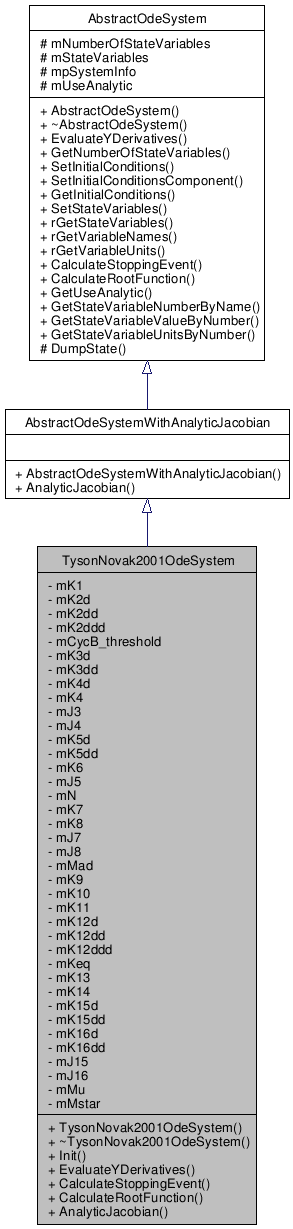 AbstractOdeSystem
# mNumberOfStateVariables
# mStateVariables
# mpSystemInfo
# mUseAnalytic
+ AbstractOdeSystem()
+ ~AbstractOdeSystem()
+ EvaluateYDerivatives()
+ GetNumberOfStateVariables()
+ SetInitialConditions()
+ SetInitialConditionsComponent()
+ GetInitialConditions()
+ SetStateVariables()
+ rGetStateVariables()
+ rGetVariableNames()
+ rGetVariableUnits()
+ CalculateStoppingEvent()
+ CalculateRootFunction()
+ GetUseAnalytic()
+ GetStateVariableNumberByName()
+ GetStateVariableValueByNumber()
+ GetStateVariableUnitsByNumber()
# DumpState()
AbstractOdeSystemWithAnalyticJacobian
+ AbstractOdeSystemWithAnalyticJacobian()
+ AnalyticJacobian()
TysonNovak2001OdeSystem
- mK1
- mK2d
- mK2dd
- mK2ddd
- mCycB_threshold
- mK3d
- mK3dd
- mK4d
- mK4
- mJ3
- mJ4
- mK5d
- mK5dd
- mK6
- mJ5
- mN
- mK7
- mK8
- mJ7
- mJ8
- mMad
- mK9
- mK10
- mK11
- mK12d
- mK12dd
- mK12ddd
- mKeq
- mK13
- mK14
- mK15d
- mK15dd
- mK16d
- mK16dd
- mJ15
- mJ16
- mMu
- mMstar
+ TysonNovak2001OdeSystem()
+ ~TysonNovak2001OdeSystem()
+ Init()
+ EvaluateYDerivatives()
+ CalculateStoppingEvent()
+ CalculateRootFunction()
+ AnalyticJacobian()